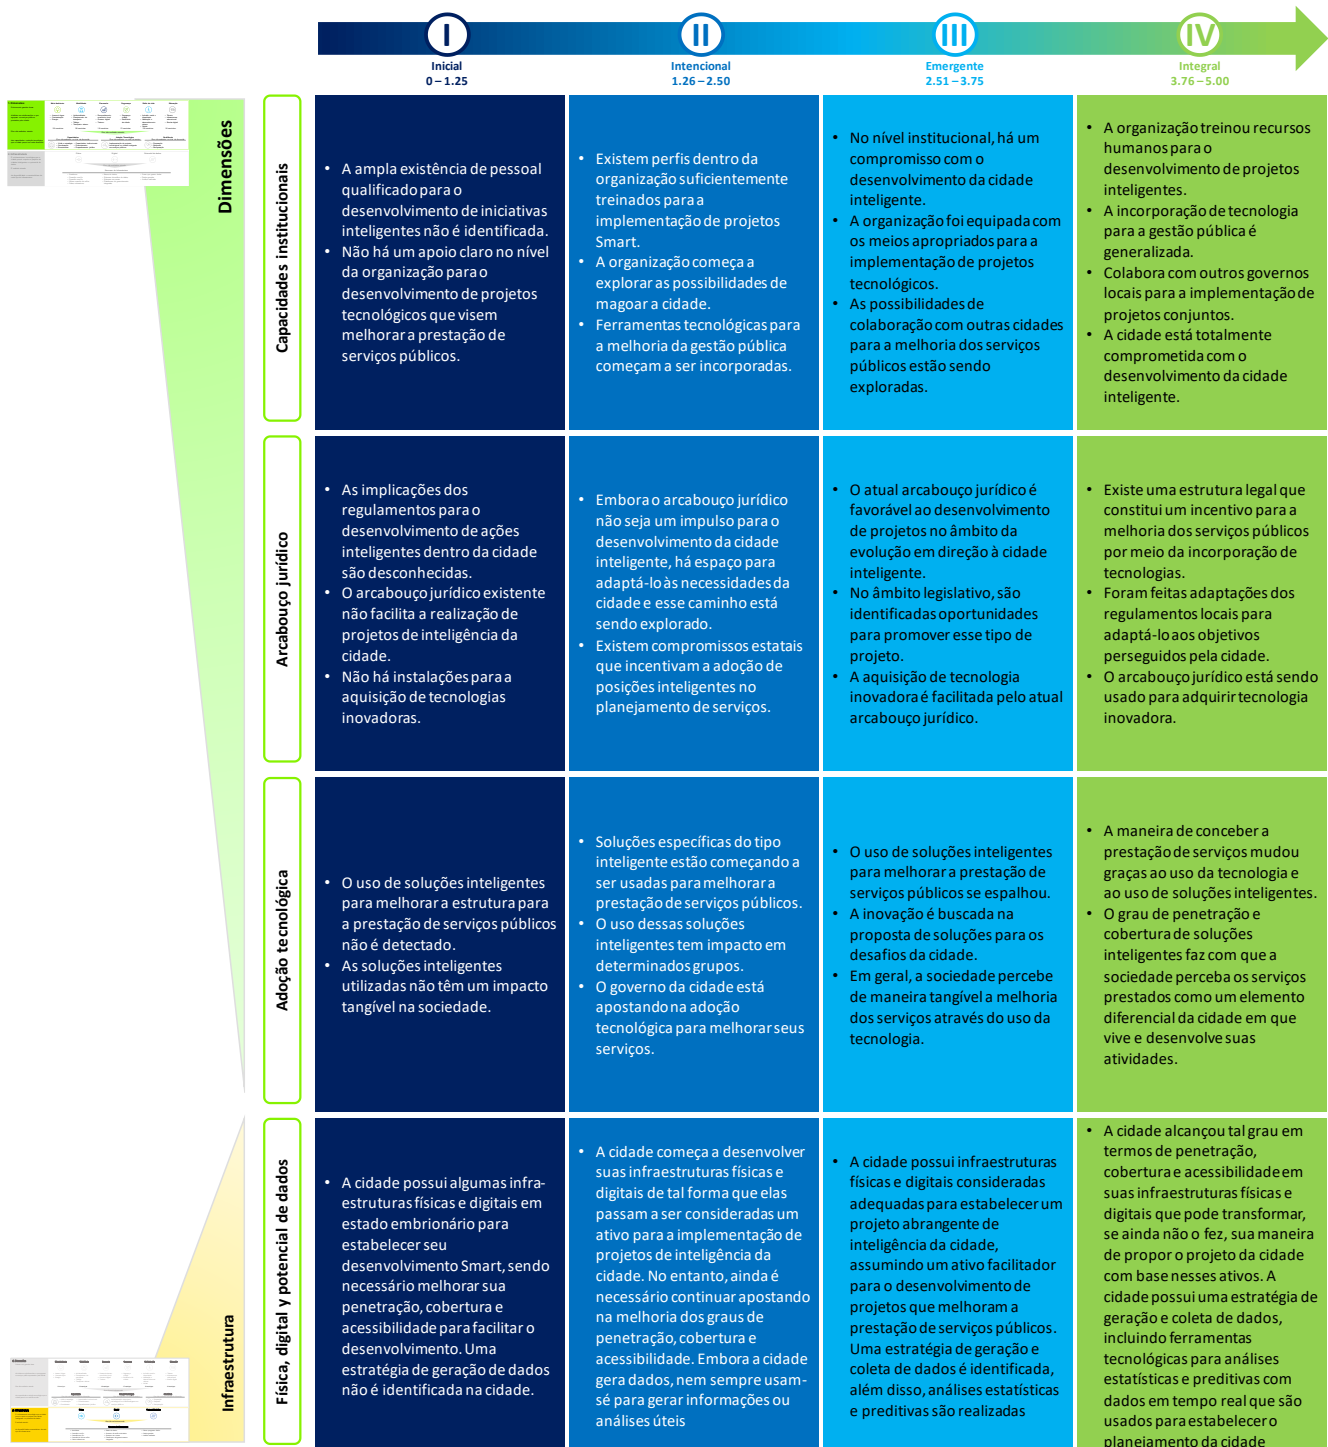 I
II
III
IV
Inicial
0 – 1.25
Intencional
1.26 – 2.50
Emergente
2.51 – 3.75
Integral
3.76 – 5.00
Dimensões
Capacidades institucionais
• A ampla existência de pessoal
qualificado para o
desenvolvimento de iniciativas
inteligentes não é identificada.
• Não há um apoio claro no nível
da organização para o
desenvolvimento de projetos
tecnológicos que visem
melhorar a prestação de
serviços públicos.
• Existem perfis dentro da
organização suficientemente
treinados para a
implementação de projetos
Smart.
• A organização começa a
explorar as possibilidades de
magoar a cidade.
• Ferramentas tecnológicas para
a melhoria da gestão pública
começam a ser incorporadas.
• No nível institucional, há um
compromisso com o
desenvolvimento da cidade
inteligente.
• A organização foi equipada com
os meios apropriados para a
implementação de projetos
tecnológicos.
• As possibilidades de
colaboração com outras cidades
para a melhoria dos serviços
públicos estão sendo
exploradas.
• A organização treinou recursos
humanos para o
desenvolvimento de projetos
inteligentes.
• A incorporação de tecnologia
para a gestão pública é
generalizada.
• Colabora com outros governos
locais para a implementação de
projetos conjuntos.
• A cidade está totalmente
comprometida com o
desenvolvimento da cidade
inteligente.
Arcabouço jurídico
• As implicações dos
regulamentos para o
desenvolvimento de ações
inteligentes dentro da cidade
são desconhecidas.
• O arcabouço jurídico existente
não facilita a realização de
projetos de inteligência da
cidade.
• Não há instalações para a
aquisição de tecnologias
inovadoras.
• Embora o arcabouço jurídico
não seja um impulso para o
desenvolvimento da cidade
inteligente, há espaço para
adaptá-lo às necessidades da
cidade e esse caminho está
sendo explorado.
• Existem compromissos estatais
que incentivam a adoção de
posições inteligentes no
planejamento de serviços.
• O atual arcabouço jurídico é
favorável ao desenvolvimento
de projetos no âmbito da
evolução em direção à cidade
inteligente.
• No âmbito legislativo, são
identificadas oportunidades
para promover esse tipo de
projeto.
• A aquisição de tecnologia
inovadora é facilitada pelo atual
arcabouço jurídico.
• Existe uma estrutura legal que
constitui um incentivo para a
melhoria dos serviços públicos
por meio da incorporação de
tecnologias.
• Foram feitas adaptações dos
regulamentos locais para
adaptá-lo aos objetivos
perseguidos pela cidade.
• O arcabouço jurídico está sendo
usado para adquirir tecnologia
inovadora.
Adoção tecnológica
• O uso de soluções inteligentes
para melhorar a estrutura para
a prestação de serviços públicos
não é detectado.
• As soluções inteligentes
utilizadas não têm um impacto
tangível na sociedade.
• Soluções específicas do tipo
inteligente estão começando a
ser usadas para melhorar a
prestação de serviços públicos.
• O uso dessas soluções
inteligentes tem impacto em
determinados grupos.
• O governo da cidade está
apostando na adoção
tecnológica para melhorar seus
serviços.
• O uso de soluções inteligentes
para melhorar a prestação de
serviços públicos se espalhou.
• A inovação é buscada na
proposta de soluções para os
desafios da cidade.
• Em geral, a sociedade percebe
de maneira tangível a melhoria
dos serviços através do uso da
tecnologia.
• A maneira de conceber a
prestação de serviços mudou
graças ao uso da tecnologia e
ao uso de soluções inteligentes.
• O grau de penetração e
cobertura de soluções
inteligentes faz com que a
sociedade perceba os serviços
prestados como um elemento
diferencial da cidade em que
vive e desenvolve suas
atividades.
Infraestrutura
Física, digital y potencial de dados
• A cidade possui algumas infra-
estruturas físicas e digitais em
estado embrionário para
estabelecer seu
desenvolvimento Smart, sendo
necessário melhorar sua
penetração, cobertura e
acessibilidade para facilitar o
desenvolvimento. Uma
estratégia de geração de dados
não é identificada na cidade.
• A cidade começa a desenvolver
suas infraestruturas físicas e
digitais de tal forma que elas
passam a ser consideradas um
ativo para a implementação de
projetos de inteligência da
cidade. No entanto, ainda é
necessário continuar apostando
na melhoria dos graus de
penetração, cobertura e
acessibilidade. Embora a cidade
gera dados, nem sempre usam-
sé para gerar informações ou
análises úteis
• A cidade possui infraestruturas
físicas e digitais consideradas
adequadas para estabelecer um
projeto abrangente de
inteligência da cidade,
assumindo um ativo facilitador
para o desenvolvimento de
projetos que melhoram a
prestação de serviços públicos.
Uma estratégia de geração e
coleta de dados é identificada,
além disso, análises estatísticas
e preditivas são realizadas
• A cidade alcançou tal grau em
termos de penetração,
cobertura e acessibilidade em
suas infraestruturas físicas e
digitais que pode transformar,
se ainda não o fez, sua maneira
de propor o projeto da cidade
com base nesses ativos. A
cidade possui uma estratégia de
geração e coleta de dados,
incluindo ferramentas
tecnológicas para análises
estatísticas e preditivas com
dados em tempo real que são
usados para estabelecer o
planejamento da cidade